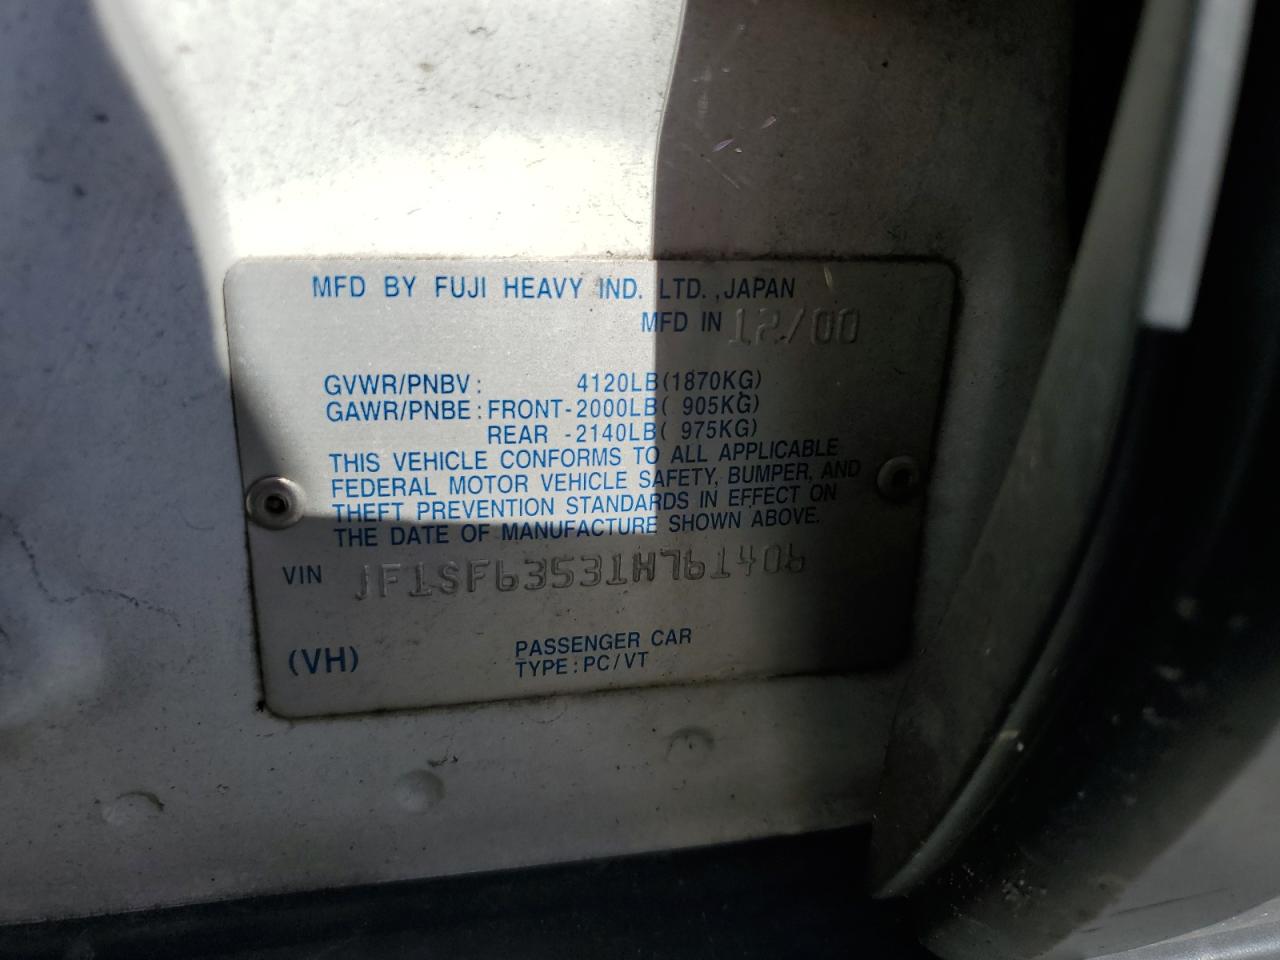 MFD BY FUJI HEAVY IND. LTD., JAPAN
MFD IN 12/00
GVWR/PNBV: 4120LB(1870KG)
GAWR/PNBE: FRONT-2000LB( 905KG)
REAR -2140LB( 975KG)
THIS VEHICLE CONFORMS TO ALL APPLICABLE
FEDERAL MOTOR VEHICLE SAFETY, BUMPER, AND
THEFT PREVENTION STANDARDS IN EFFECT ON
THE DATE OF MANUFACTURE SHOWN ABOVE.
VIN JF1SF63531H761406
(VH) PASSENGER CAR
TYPE: PC/VT